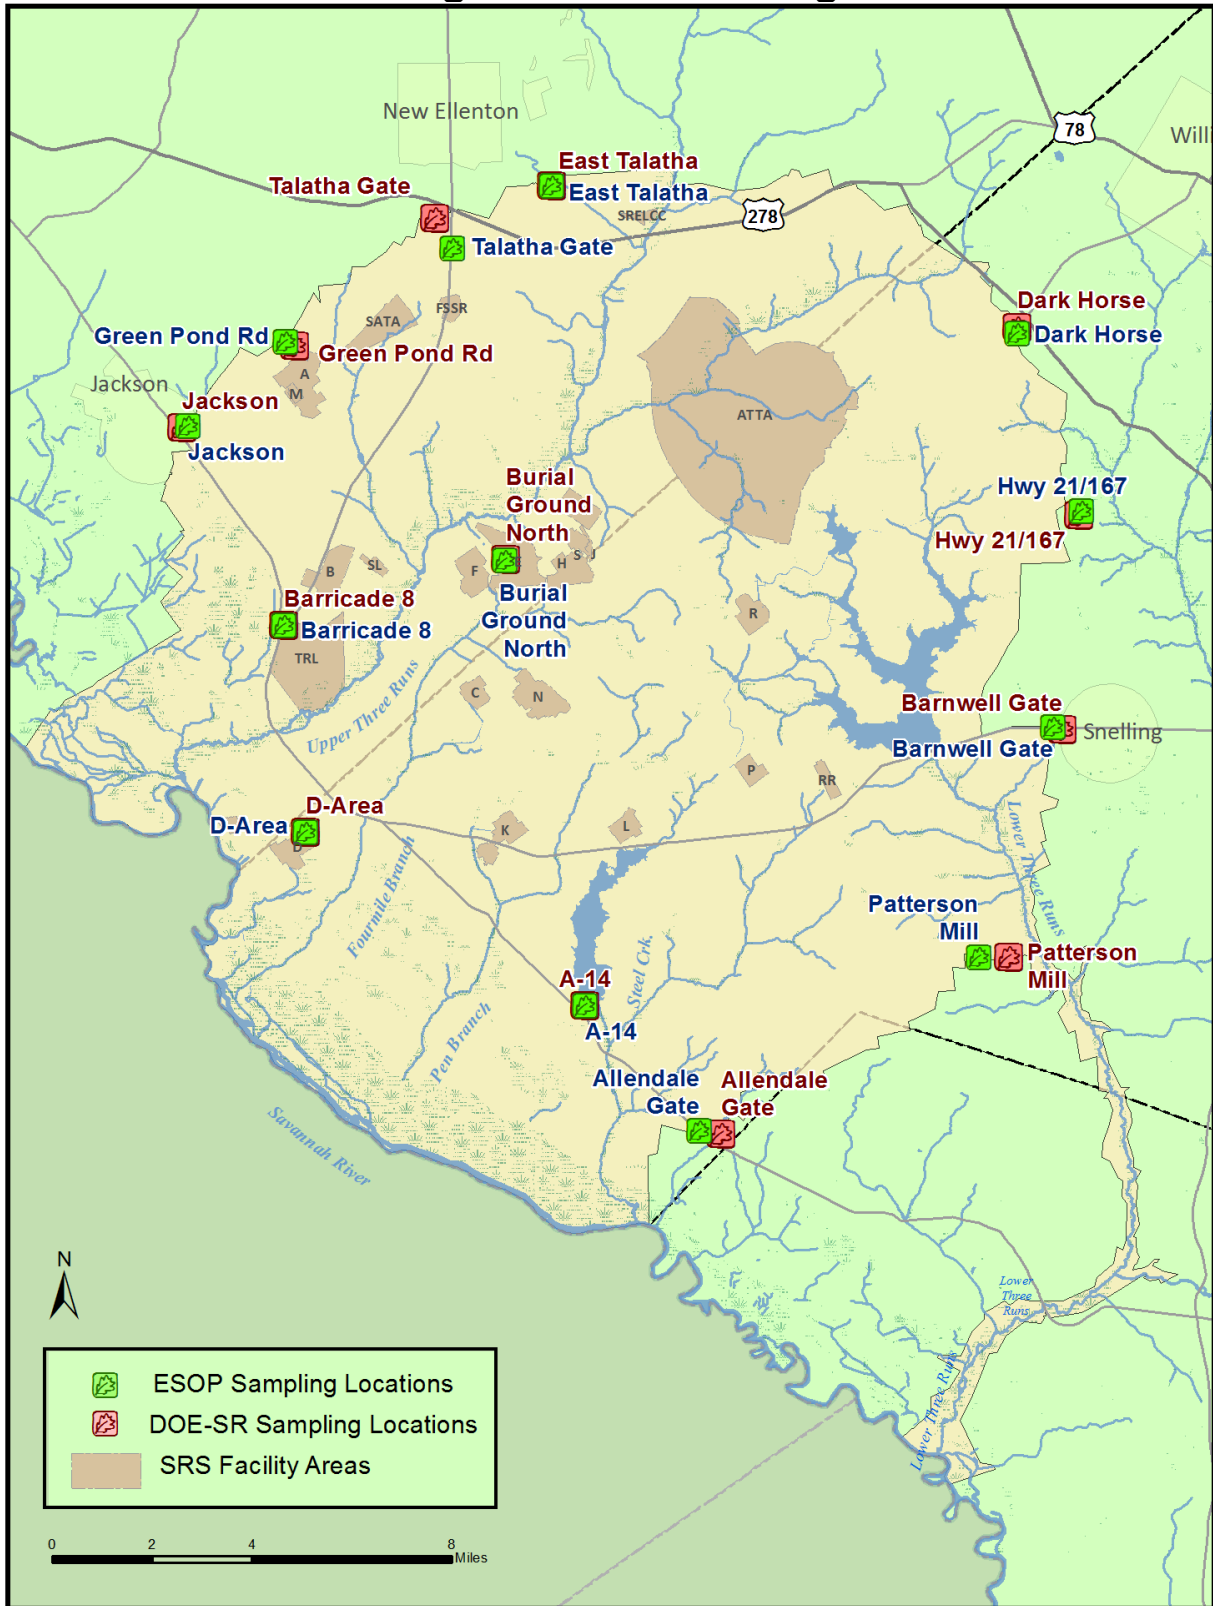 New Ellenton
78
Willi
East Talatha
Talatha Gate
East Talatha
SRELCC
278
Talatha Gate
Dark Horse
FSSR
SATA
Dark Horse
Green Pond Rd
Green Pond Rd
A
Jackson
M
Jackson
ATTA
Jackson
Burial
Ground
North
Hwy 21/167
Hwy 21/167
S
J
B
SL
F
H
Barricade 8
Burial
Ground
North
R
Barricade 8
TRL
Upper Three Runs
C
N
Barnwell Gate
Snelling
Barnwell Gate
P
RR
D-Area
D-Area
K
L
D
Lower Three Runs
Fourmile Branch
Patterson
Mill
Patterson
Mill
Steel Crk.
A-14
A-14
Pen Branch
Allendale
Gate
Allendale
Gate
Savannah River
N
Lower
Three
Runs
Lower Three Runs
ESOP Sampling Locations
DOE-SR Sampling Locations
SRS Facility Areas
0
2
4
8
Miles